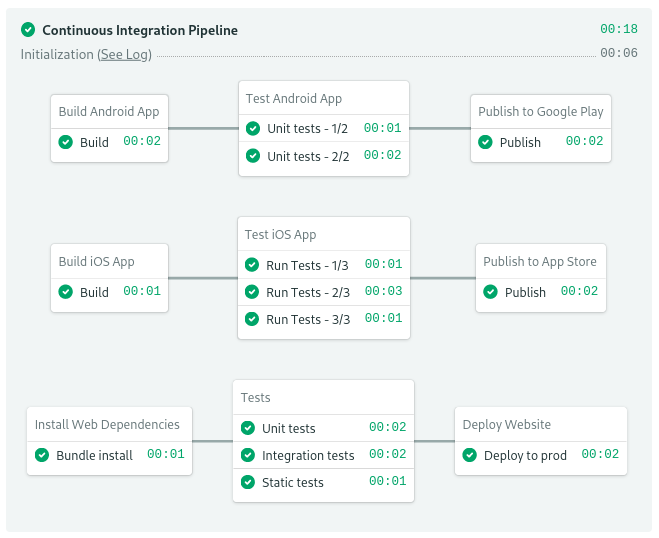 Continuous Integration Pipeline 00:18
Initialization (See Log) 00:06
Build Android App
Build 00:02
Test Android App
Unit tests - 1/2 00:01
Unit tests - 2/2 00:02
Publish to Google Play
Publish 00:02
Build iOS App
Build 00:01
Test iOS App
Run Tests - 1/3 00:01
Run Tests - 2/3 00:03
Run Tests - 3/3 00:01
Publish to App Store
Publish 00:02
Install Web Dependencies
Bundle install 00:01
Tests
Unit tests 00:02
Integration tests 00:02
Static tests 00:01
Deploy Website
Deploy to prod 00:02